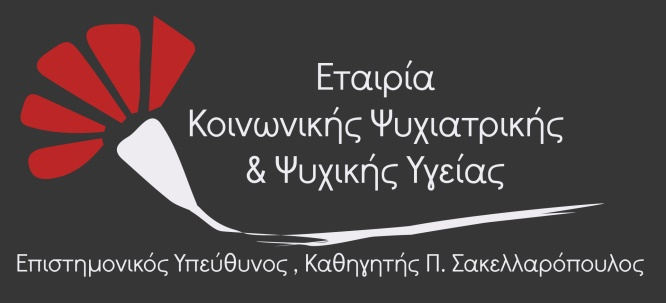 Εταιρία
Κοινωνικής Ψυχιατρικής
& Ψυχικής Υγείας
Επιστημονικός Υπεύθυνος , Καθηγητής Π. Σακελλαρόπουλος